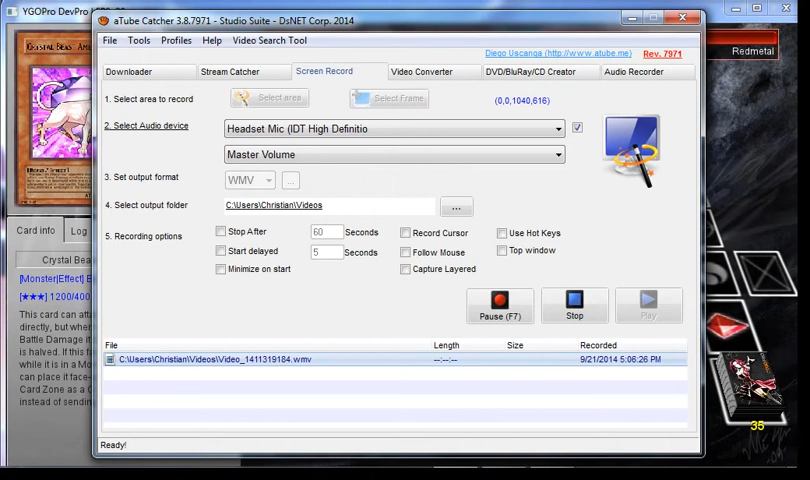 YGOPro DevPro
aTube Catcher 3.8.7971 - Studio Suite - DsNET Corp. 2014
File Tools Profiles Help Video Search Tool
Diego Uscanga (http://www.atube.me) Rev. 7971
Redmetal
Downloader Stream Catcher Screen Record Video Converter DVD/BluRay/CD Creator Audio Recorder
1. Select area to record Select area Select Frame (0,0,1040,616)
2. Select Audio device Headset Mic (IDT High Definitio
Master Volume
3. Set output format WMV ...
4. Select output folder C:\Users\Christian\Videos ...
5. Recording options Stop After 60 Seconds Record Cursor Use Hot Keys
Start delayed 5 Seconds Follow Mouse Top window
Minimize on start Capture Layered
Pause (F7) Stop Play
File Length Size Recorded
C:\Users\Christian\Videos\Video_1411319184.wmv --:--:-- 9/21/2014 5:06:26 PM
Ready!
Card info Log
Crystal Bea
[Monster|Effect]
[★★★] 1200/400
This card can att
directly, but when
Battle Damage it
is halved. If this f
while it is in a Mo
can place it face-
Card Zone as a C
instead of sendin
35